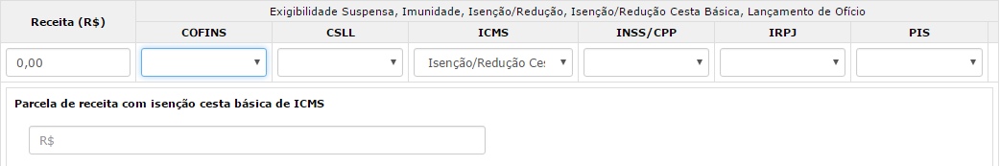 Receita (R$)
Exigibilidade Suspensa, Imunidade, Isenção/Redução, Isenção/Redução Cesta Básica, Lançamento de Ofício
COFINS CSLL ICMS INSS/CPP IRPJ PIS
0,00 Isenção/Redução Ces
Parcela de receita com isenção cesta básica de ICMS
R$